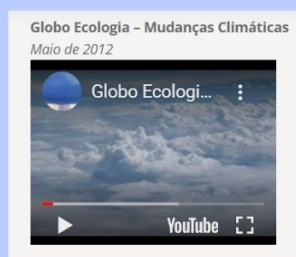 Globo Ecologia – Mudanças Climáticas
Maio de 2012
Globo Ecologi...
YouTube